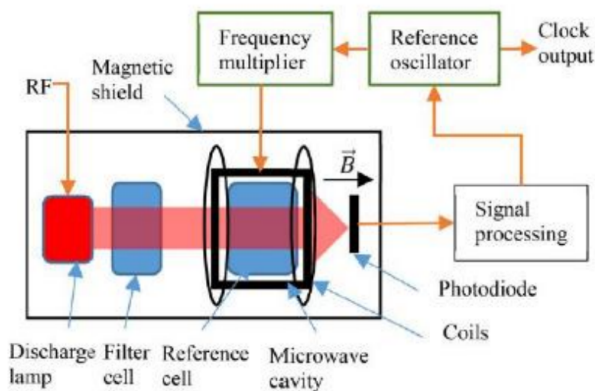 Frequency
multiplier
Reference
oscillator
Clock
output
RF
Magnetic
shield
B
Signal
processing
Photodiode
Coils
Discharge
lamp
Filter
cell
Reference
cell
Microwave
cavity